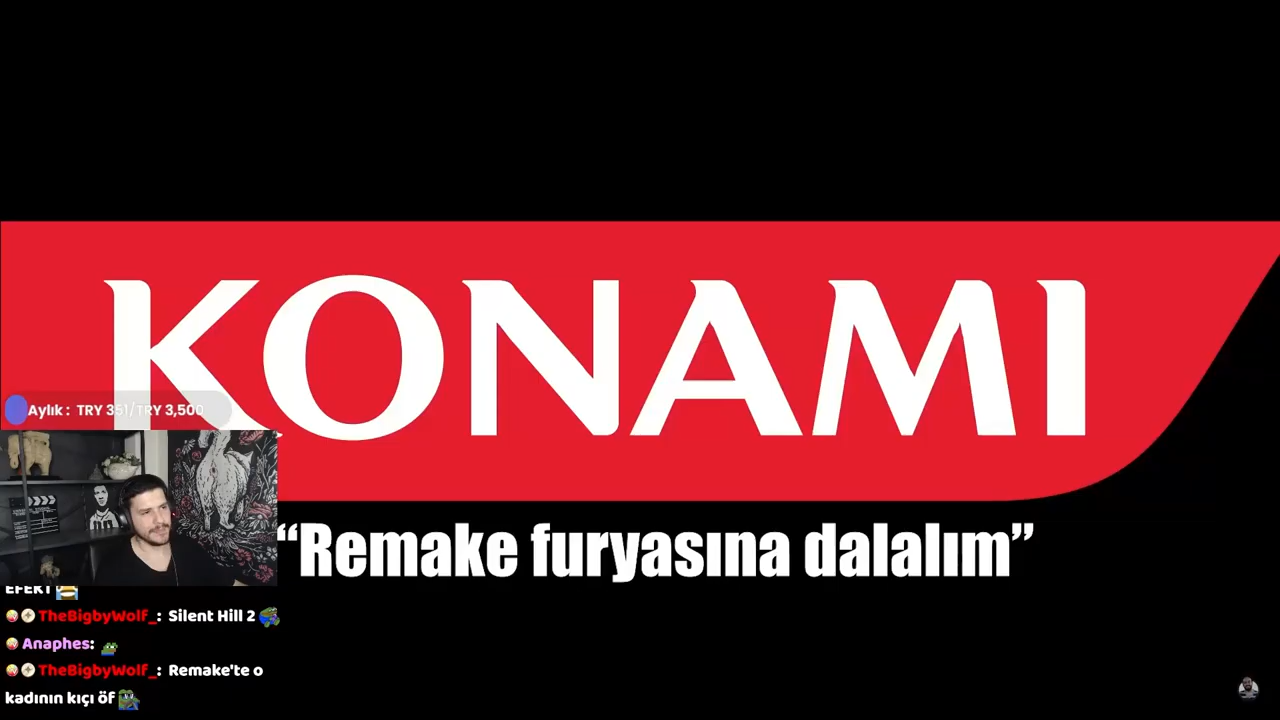 KONAMI
Aylık : TRY 351/TRY 3,500
“Remake furyasına dalalım”
EFEKT
TheBigbyWolf_: Silent Hill 2
Anaphes:
TheBigbyWolf_: Remake'te o
kadının kıçı öf